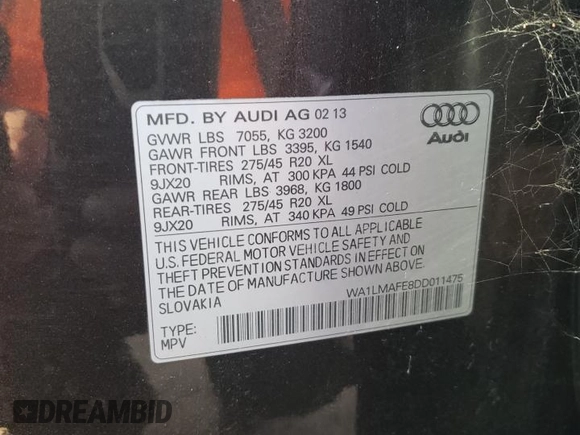 MFD. BY AUDI AG 02 13
GVWR LBS 7055, KG 3200
GAWR FRONT LBS 3395, KG 1540
FRONT-TIRES 275/45 R20 XL
9JX20 RIMS, AT 300 KPA 44 PSI COLD
GAWR REAR LBS 3968, KG 1800
REAR-TIRES 275/45 R20 XL
9JX20 RIMS, AT 340 KPA 49 PSI COLD
Audi
THIS VEHICLE CONFORMS TO ALL APPLICABLE
U.S. FEDERAL MOTOR VEHICLE SAFETY AND
THEFT PREVENTION STANDARDS IN EFFECT ON
THE DATE OF MANUFACTURE SHOWN ABOVE.
SLOVAKIA
WA1LMAFE8DD011475
TYPE:
MPV
DREAMBID